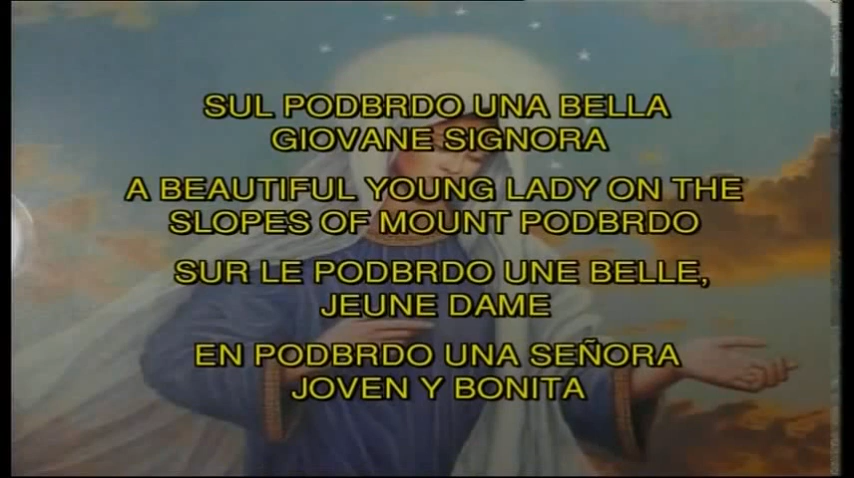 SUL PODBRDO UNA BELLA
GIOVANE SIGNORA
A BEAUTIFUL YOUNG LADY ON THE
SLOPES OF MOUNT PODBRDO
SUR LE PODBRDO UNE BELLE,
JEUNE DAME
EN PODBRDO UNA SEÑORA
JOVEN Y BONITA